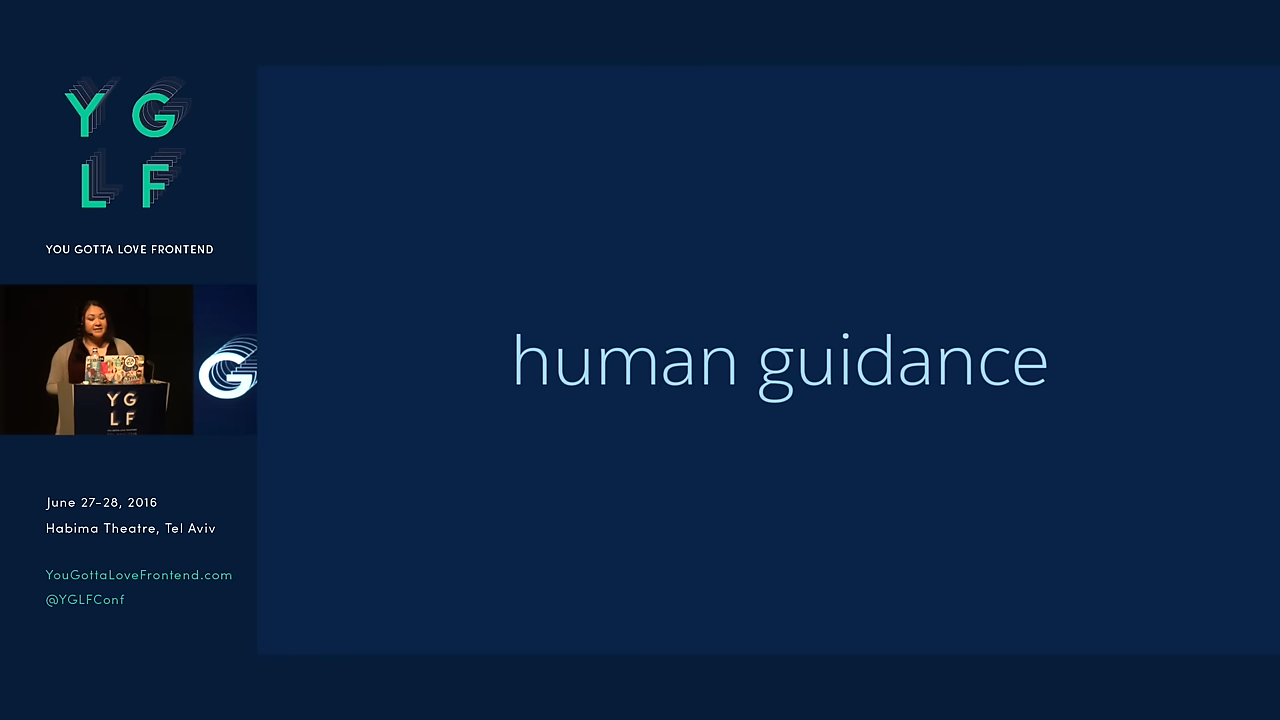 Y G
L F
YOU GOTTA LOVE FRONTEND
G
Y G
L F
June 27-28, 2016
Habima Theatre, Tel Aviv
YouGottaLoveFrontend.com
@YGLFConf
human guidance